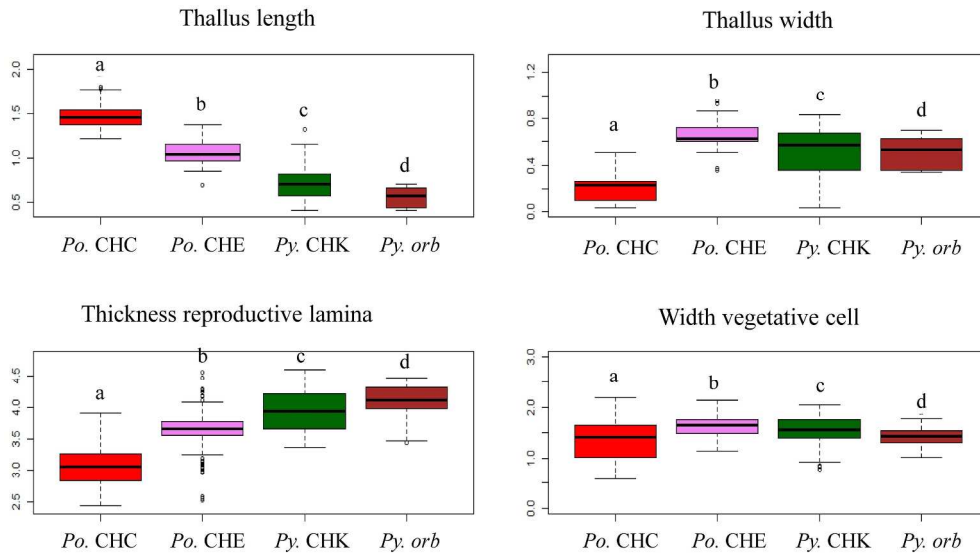 Thallus length
2.0
1.5
1.0
0.5
a
b
c
d
Po. CHC Po. CHE Py. CHK Py. orb
Thallus width
1.2
0.8
0.4
0.0
a
b
c
d
Po. CHC Po. CHE Py. CHK Py. orb
Thickness reproductive lamina
4.5
4.0
3.5
3.0
2.5
a
b
c
d
Po. CHC Po. CHE Py. CHK Py. orb
Width vegetative cell
3.0
2.0
1.0
0.0
a
b
c
d
Po. CHC Po. CHE Py. CHK Py. orb